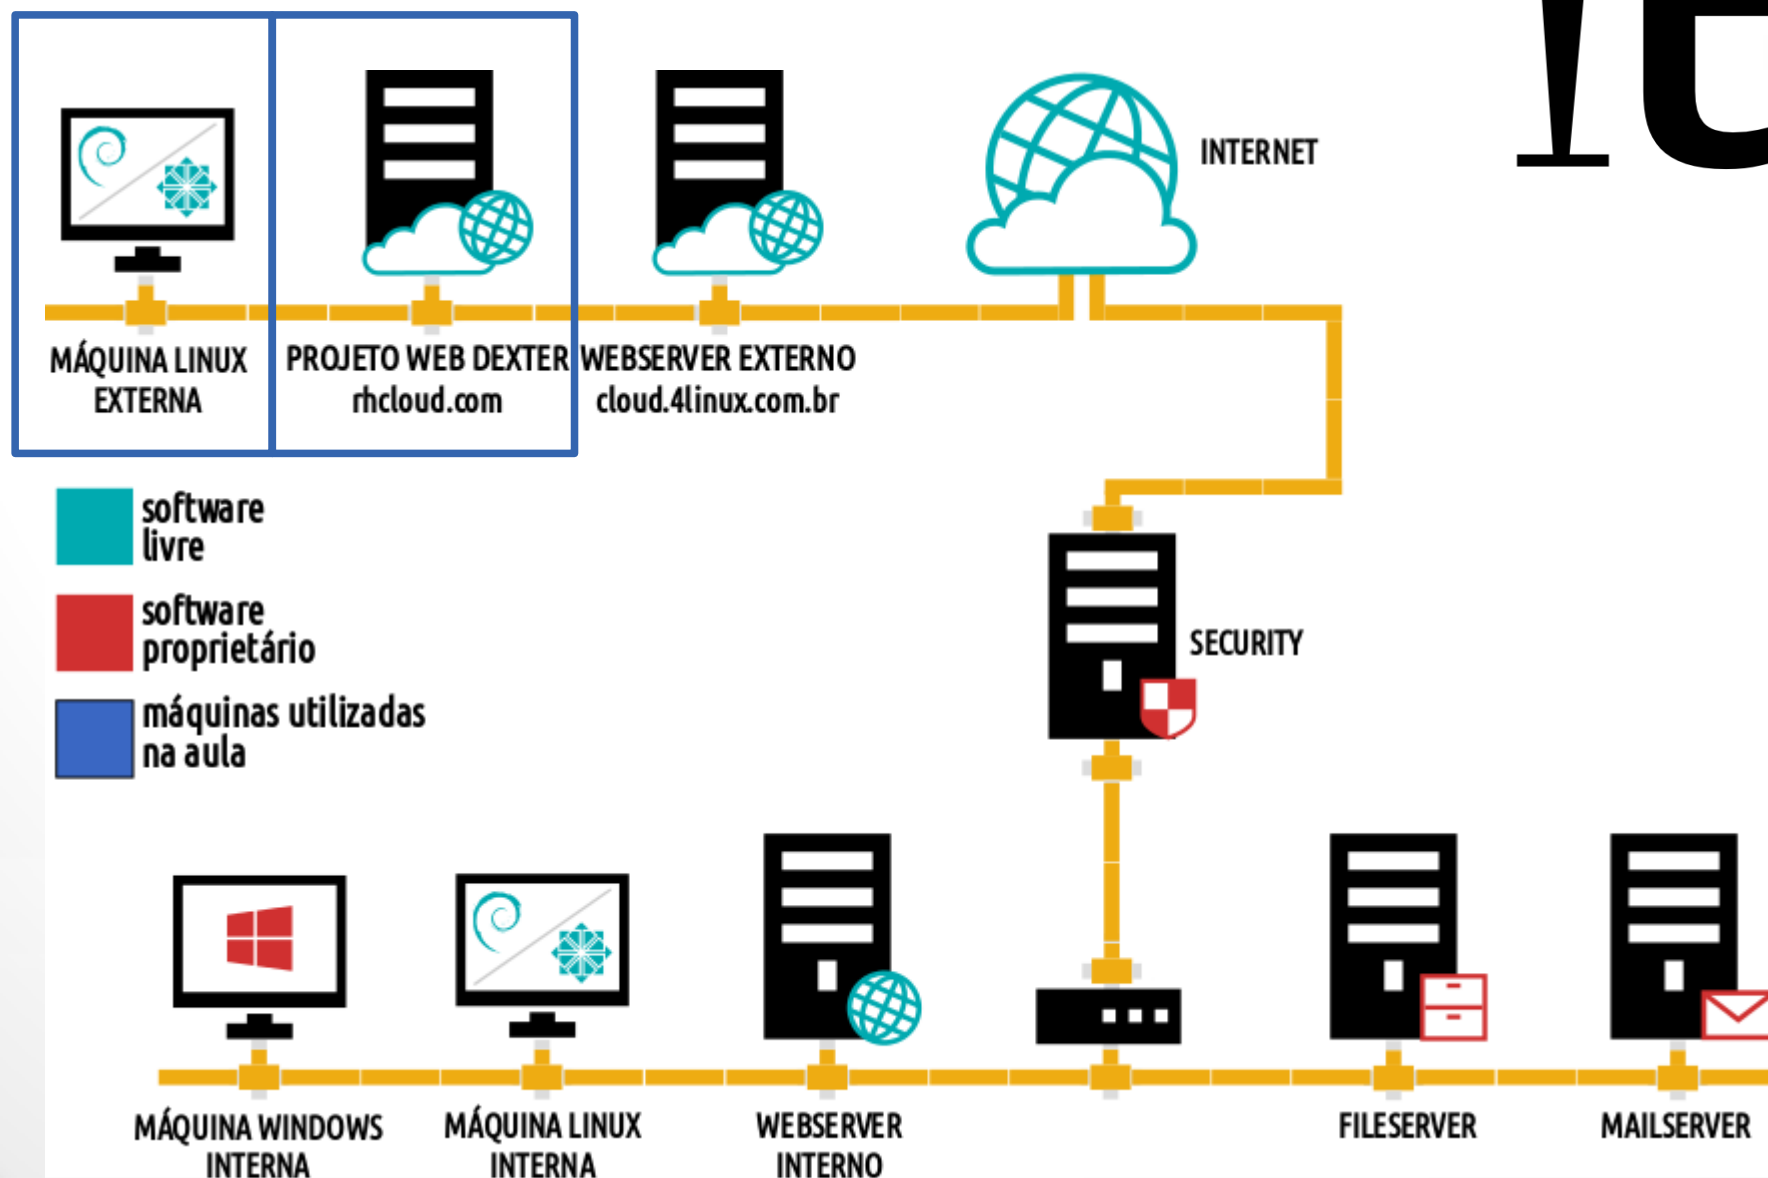 INTERNET
MÁQUINA LINUX
EXTERNA
PROJETO WEB DEXTER
rhcloud.com
WEBSERVER EXTERNO
cloud.4linux.com.br
software
livre
software
proprietário
máquinas utilizadas
na aula
SECURITY
MÁQUINA WINDOWS
INTERNA
MÁQUINA LINUX
INTERNA
WEBSERVER
INTERNO
FILESERVER
MAILSERVER